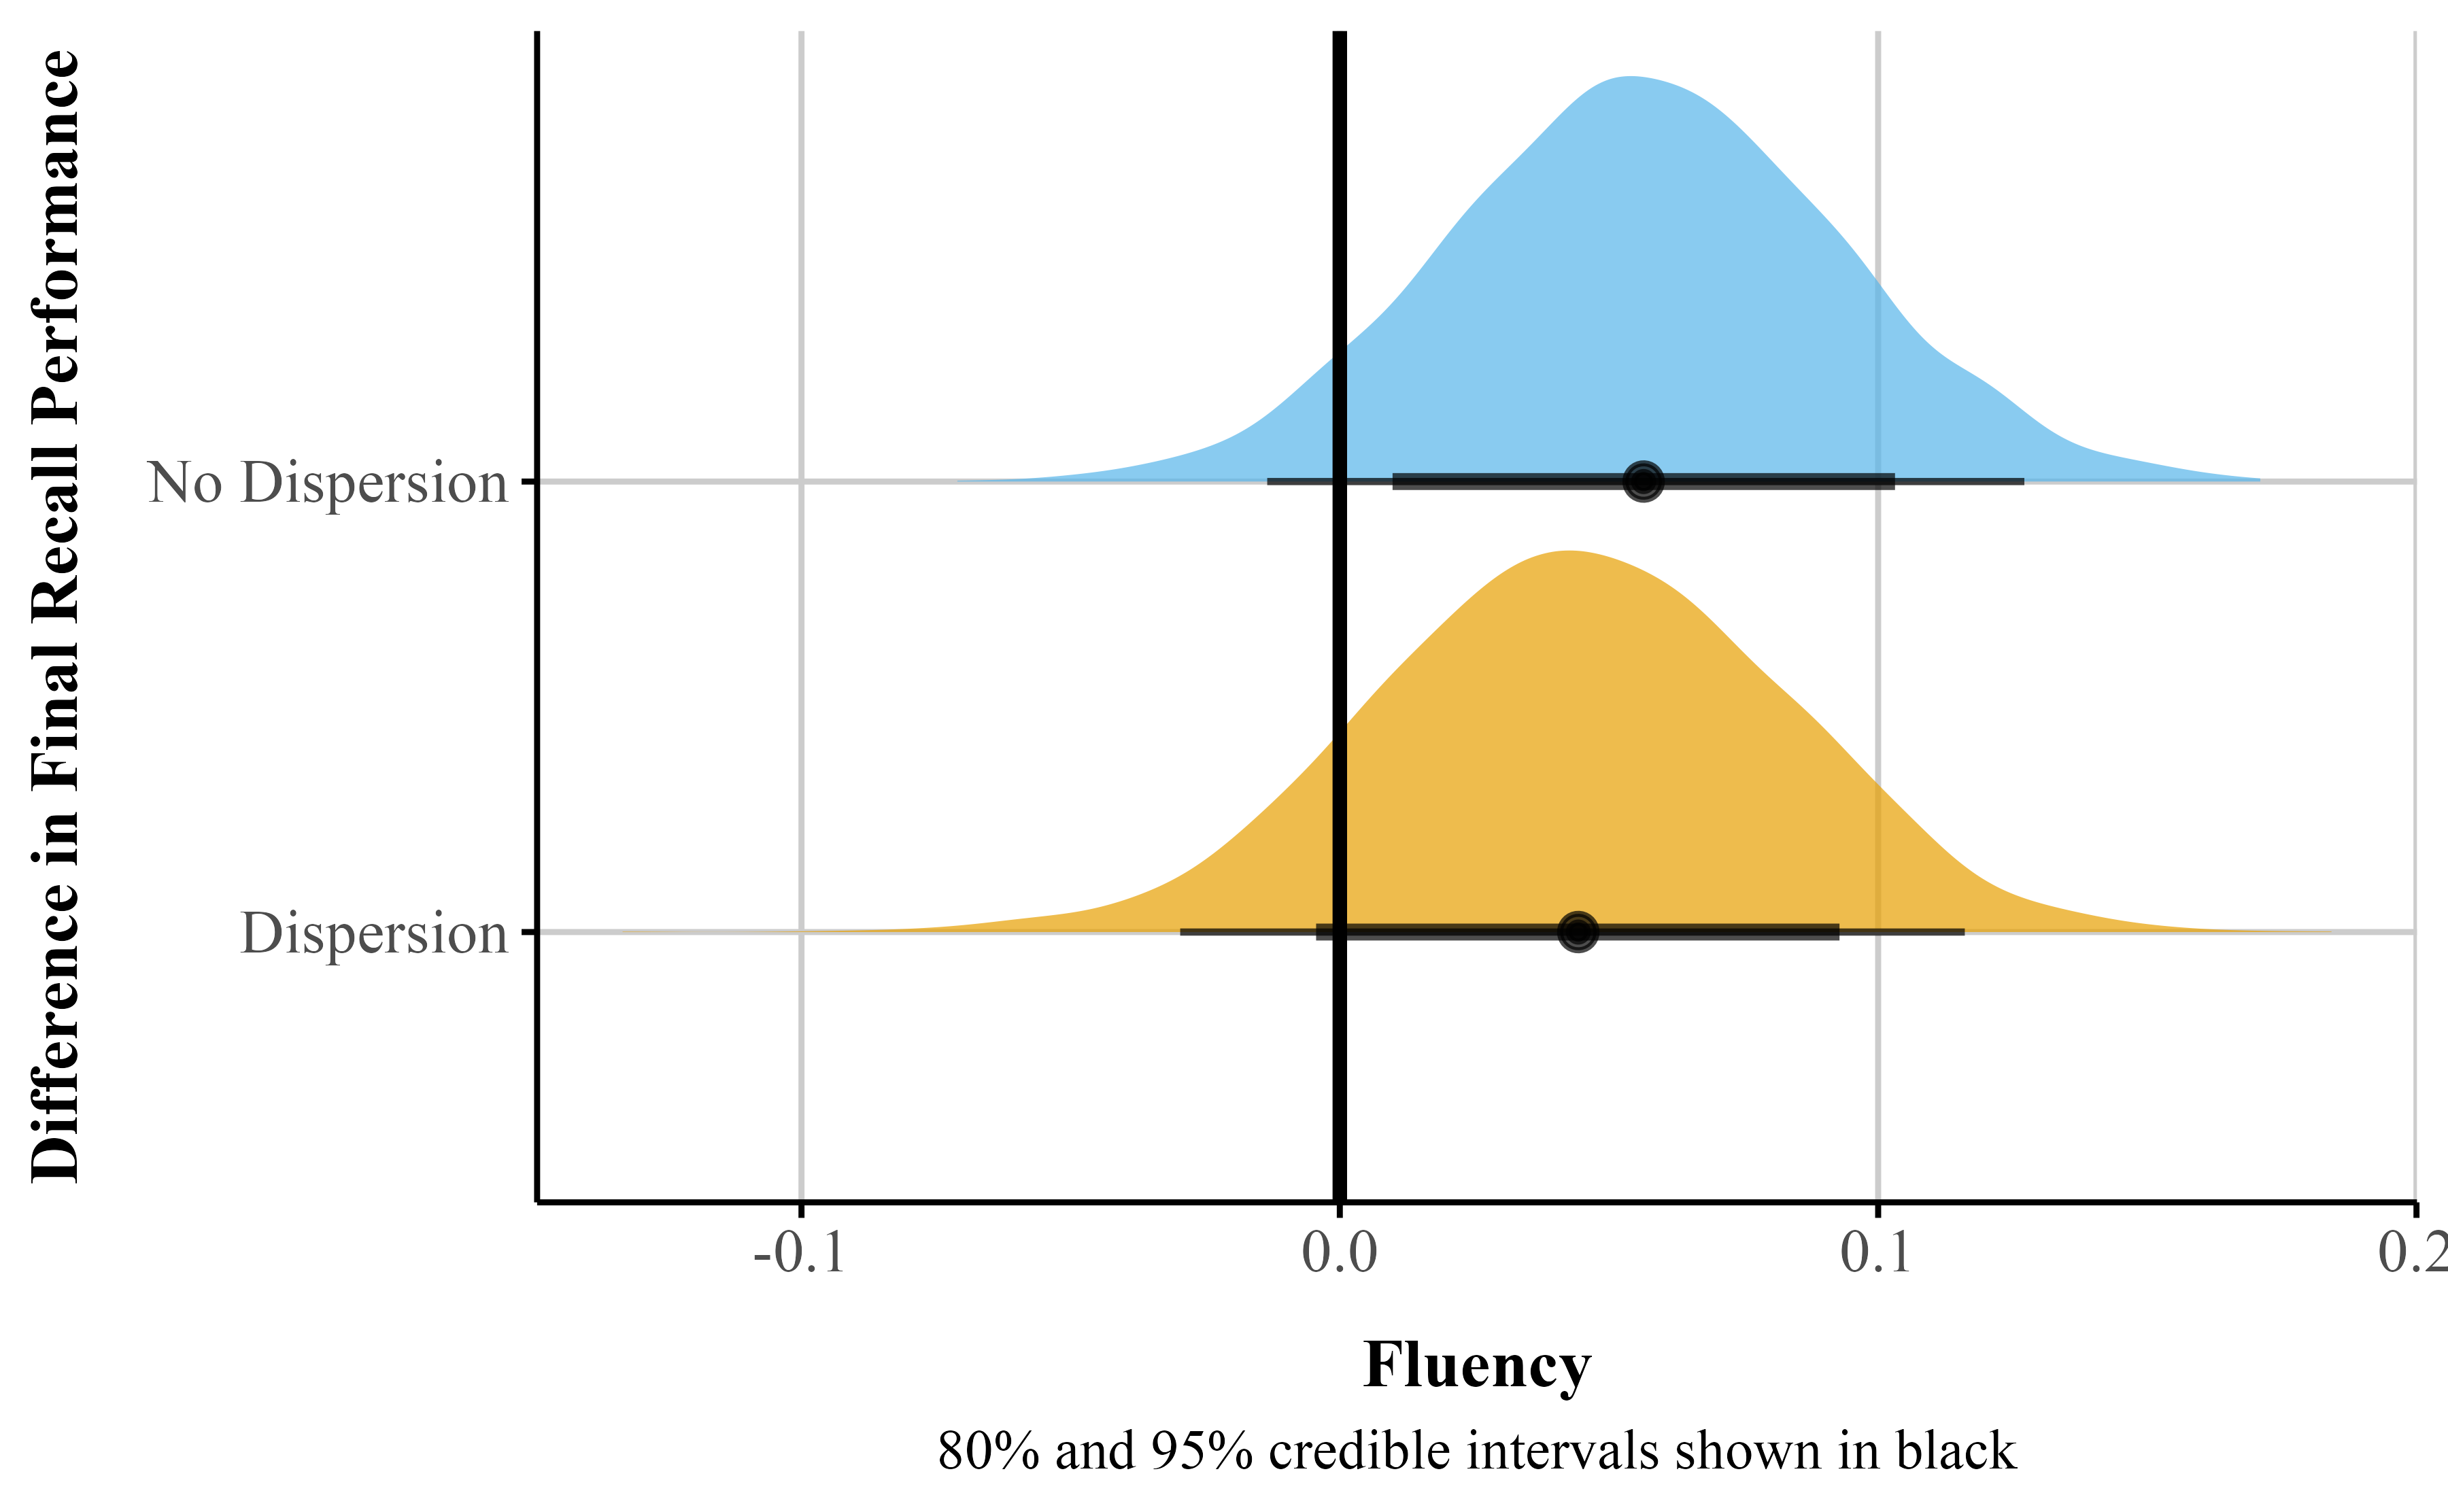 Difference in Final Recall Performance
No Dispersion
Dispersion
-0.1
0.0
0.1
0.2
Fluency
80% and 95% credible intervals shown in black